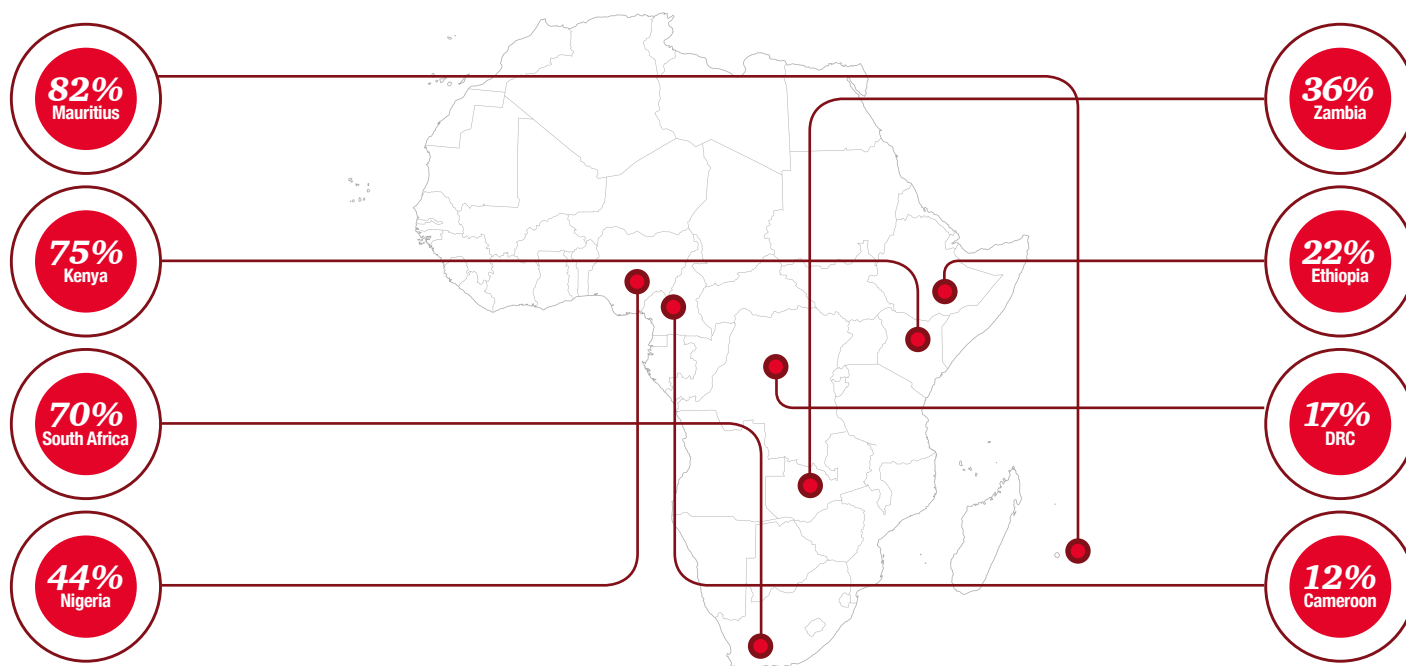 82%
Mauritius
75%
Kenya
70%
South Africa
44%
Nigeria
36%
Zambia
22%
Ethiopia
17%
DRC
12%
Cameroon